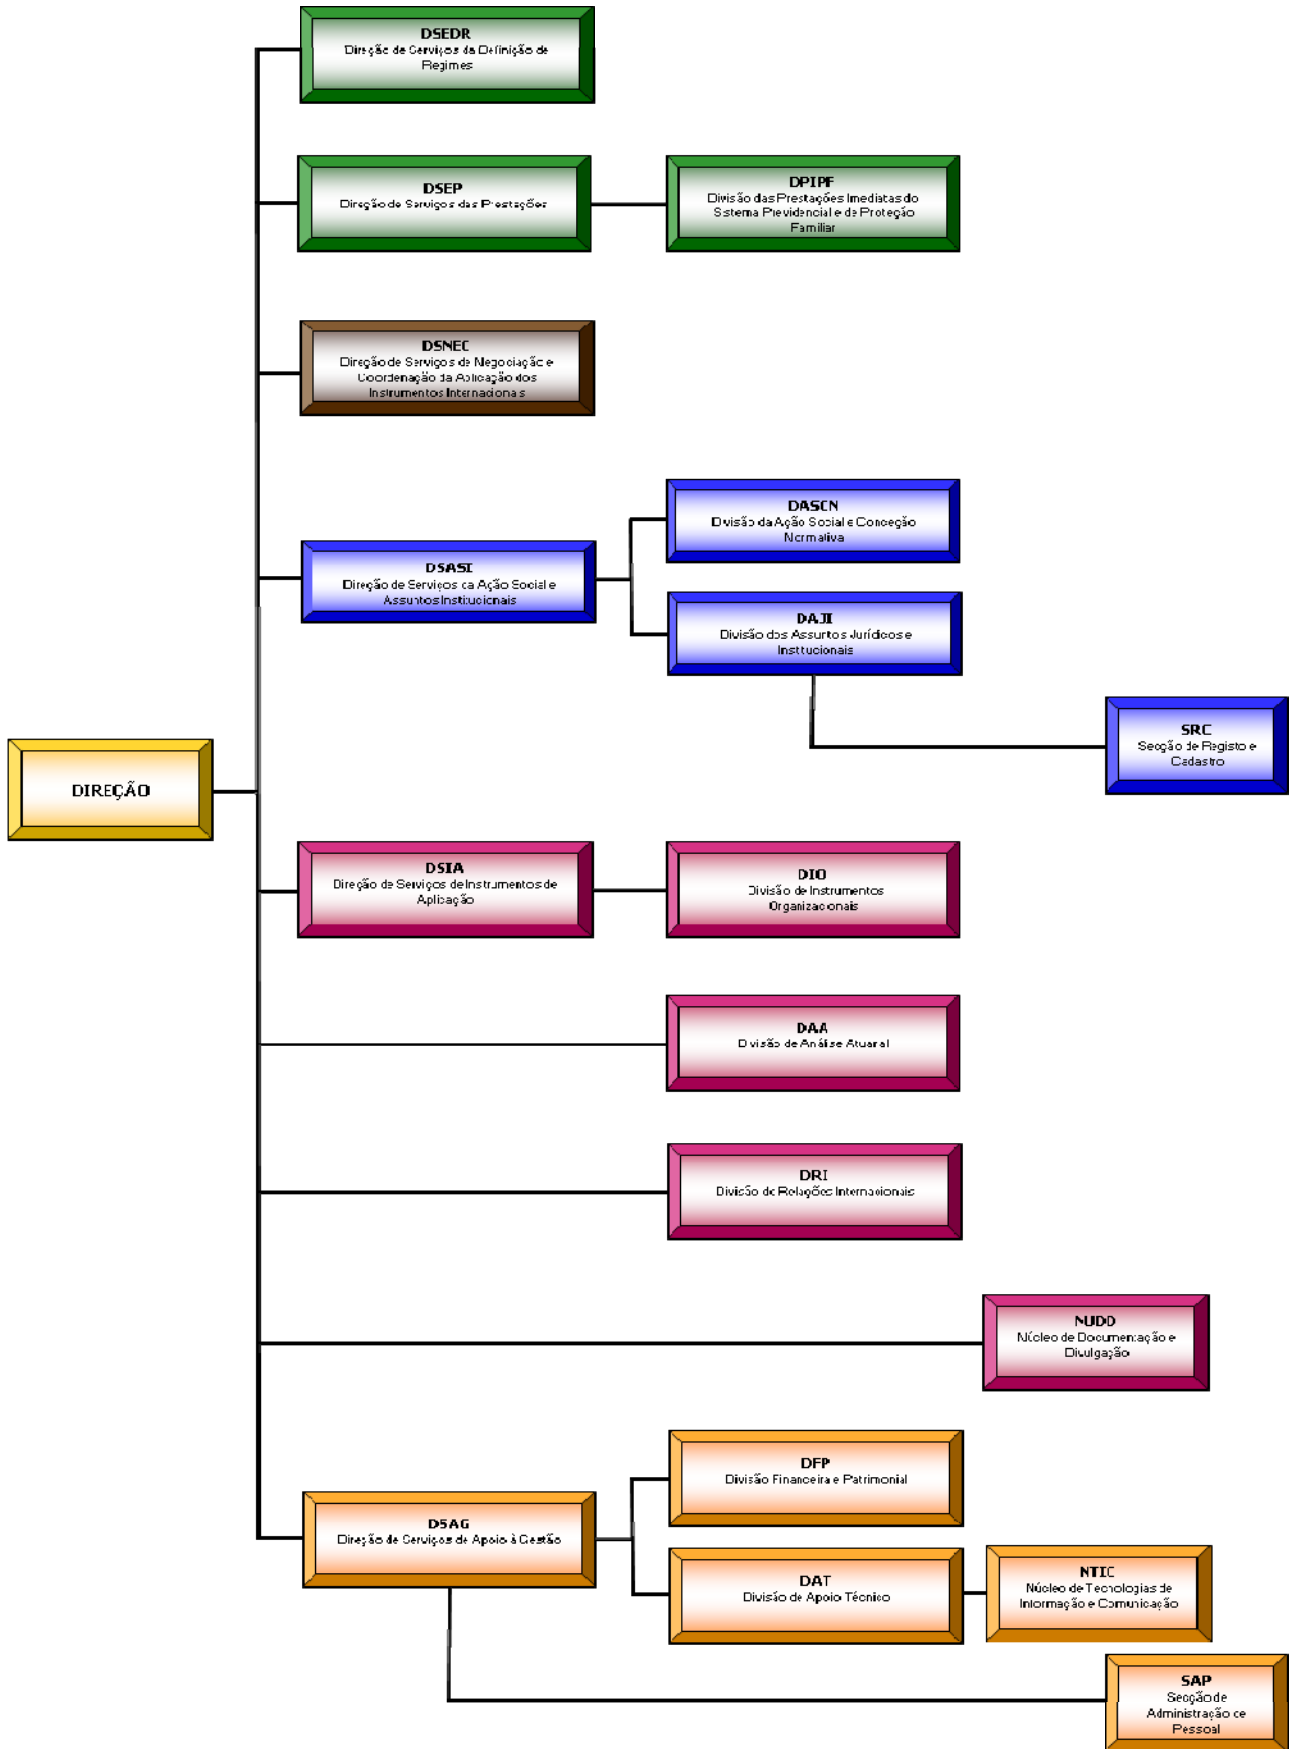 DSEDR
Direção de Serviços da Definição de
Regimes
DSEP
Direção de Serviços das Prestações
DPIPF
Divisão das Prestações Imediatas do
Sistema Previdencial e de Proteção
Familiar
DSNEC
Direção de Serviços de Negociação e
Coordenação da Aplicação dos
Instrumentos Internacionais
DASCN
Divisão da Ação Social e Conceção
Normativa
DSASI
Direção de Serviços da Ação Social e
Assuntos Institucionais
DAJI
Divisão dos Assuntos Jurídicos e
Institucionais
SRC
Secção de Registo e
Cadastro
DIREÇÃO
DSIA
Direção de Serviços de Instrumentos de
Aplicação
DIO
Divisão de Instrumentos
Organizacionais
DAA
Divisão de Análise Atuarial
DRI
Divisão de Relações Internacionais
NUDD
Núcleo de Documentação e
Divulgação
DFP
Divisão Financeira e Patrimonial
DSAG
Direção de Serviços de Apoio à Gestão
DAT
Divisão de Apoio Técnico
NTIC
Núcleo de Tecnologias de
Informação e Comunicação
SAP
Secção de
Administração de
Pessoal